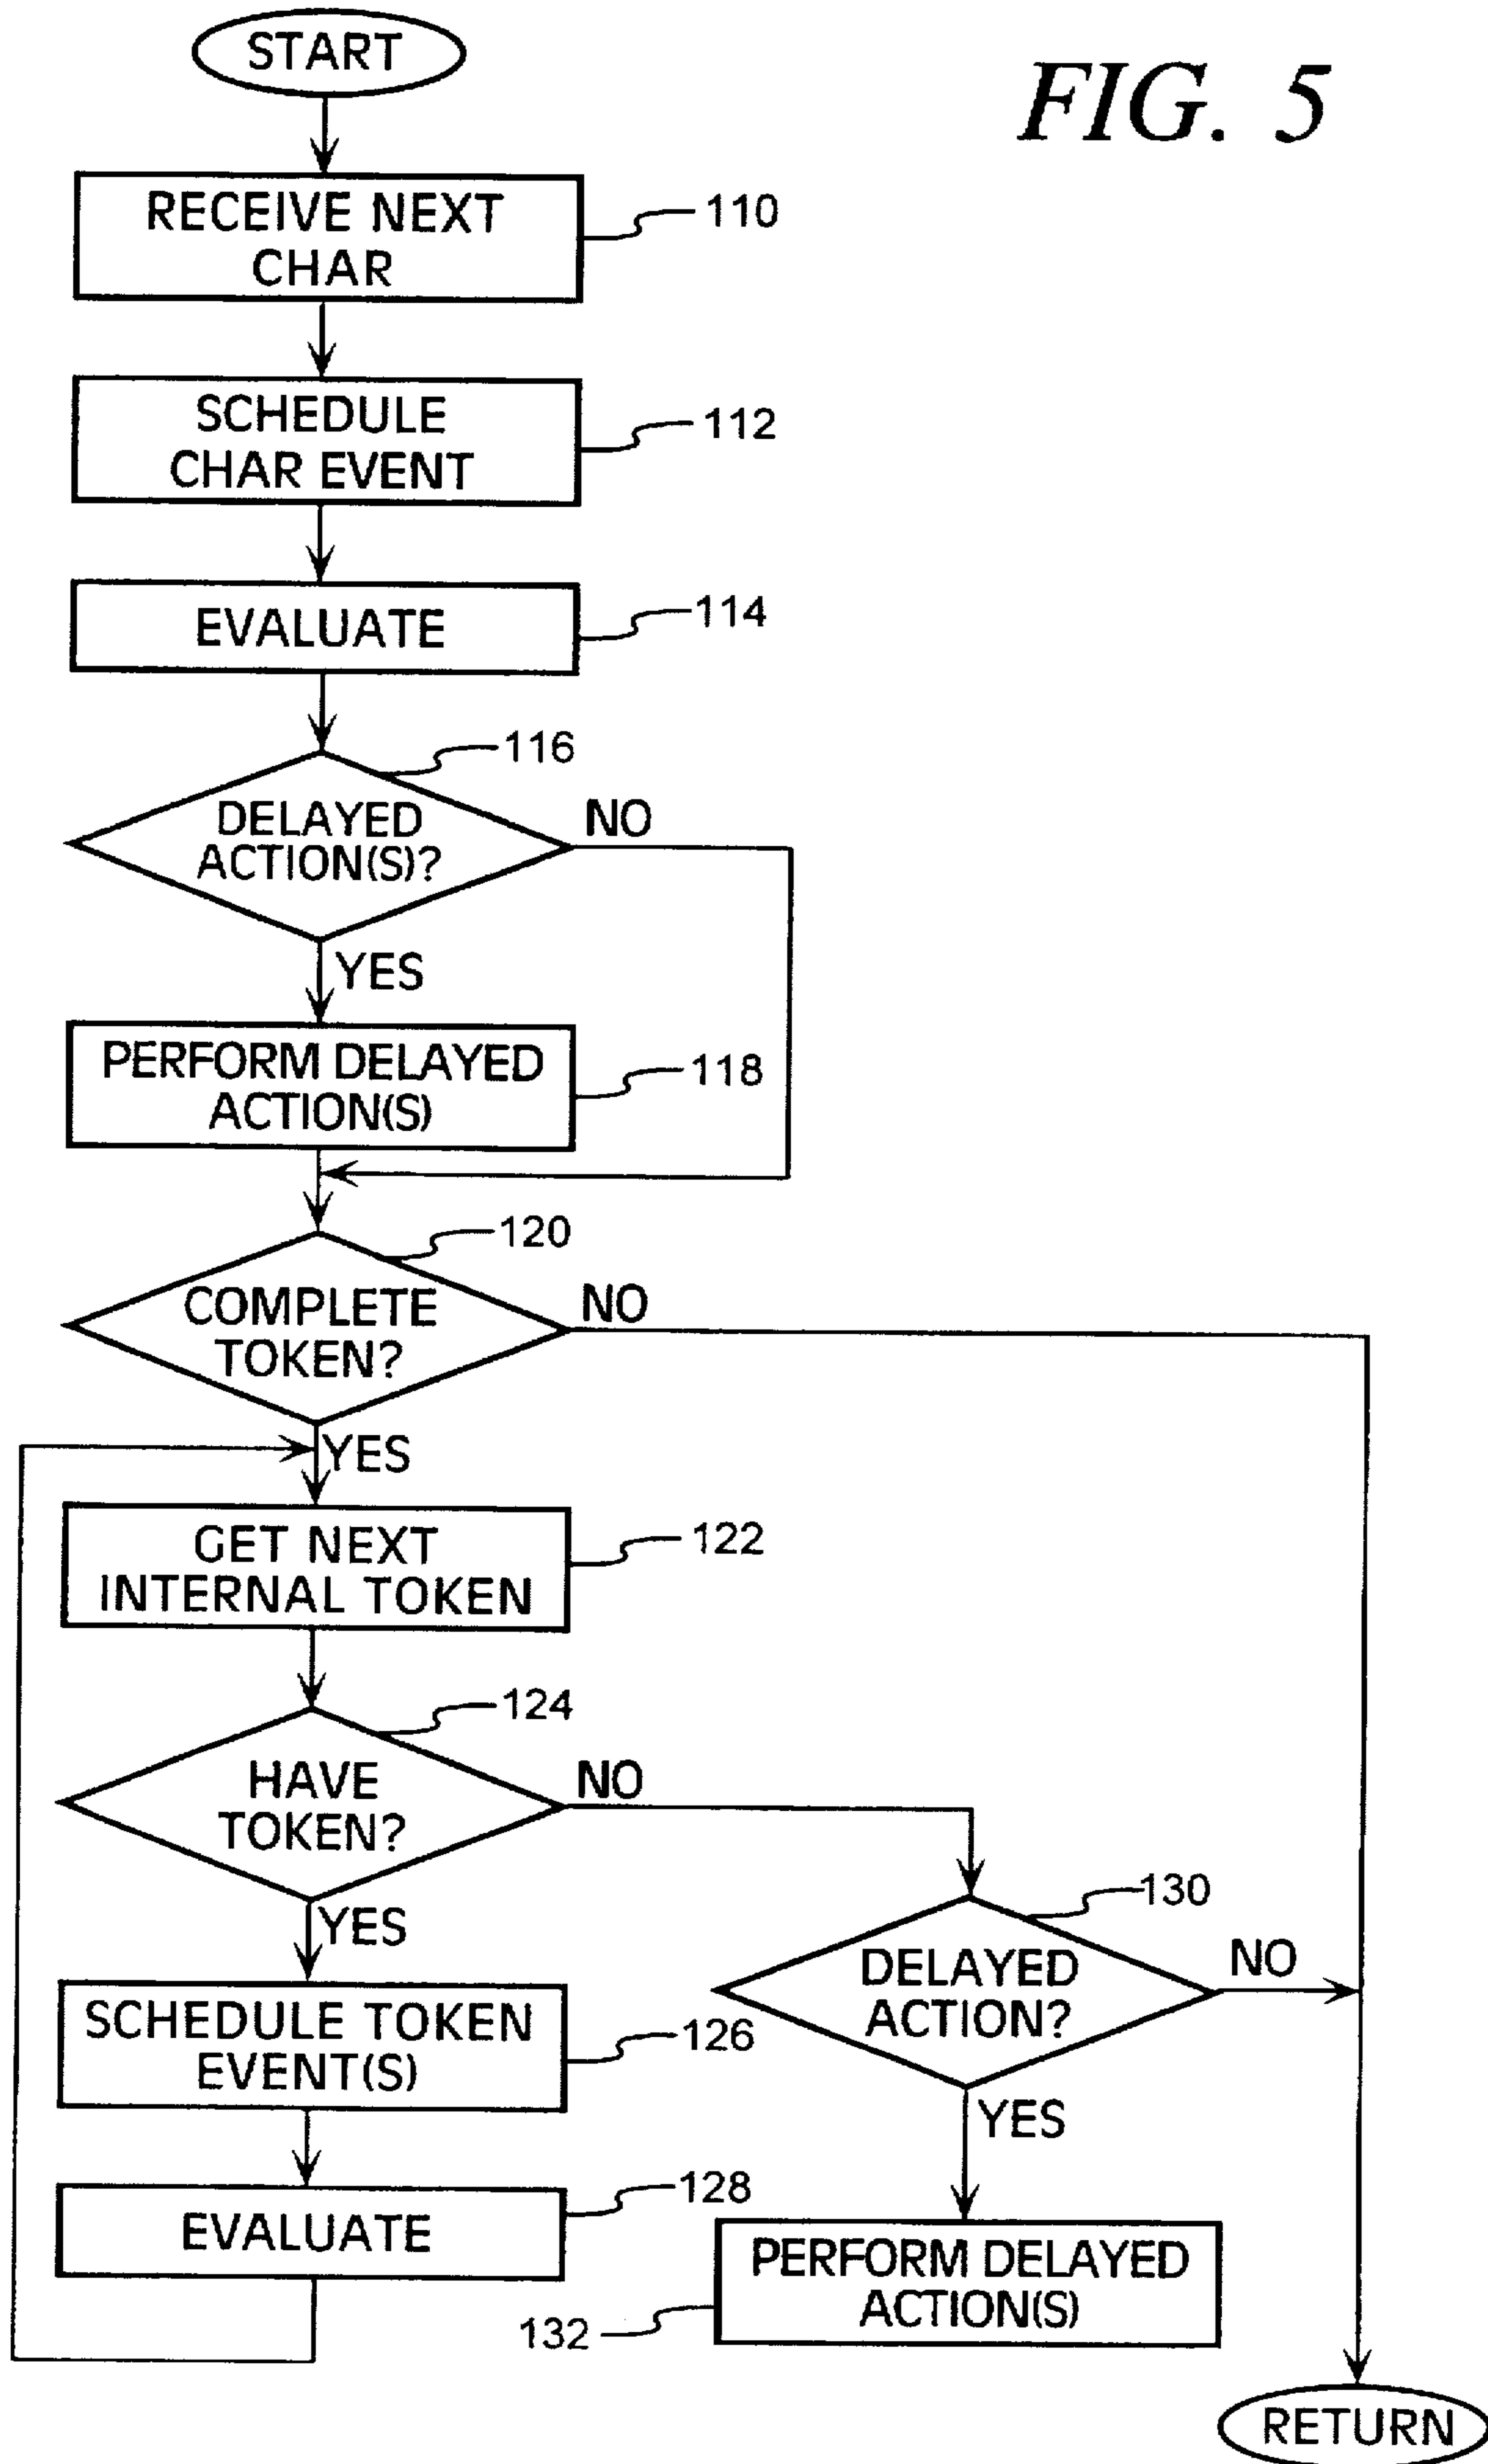 START
FIG. 5
RECEIVE NEXT
CHAR
110
SCHEDULE
CHAR EVENT
112
EVALUATE
114
116
DELAYED
ACTION(S)?
NO
YES
PERFORM DELAYED
ACTION(S)
118
120
COMPLETE
TOKEN?
NO
YES
GET NEXT
INTERNAL TOKEN
122
124
HAVE
TOKEN?
NO
YES
130
DELAYED
ACTION?
NO
YES
SCHEDULE TOKEN
EVENT(S)
126
EVALUATE
128
PERFORM DELAYED
ACTION(S)
132
RETURN